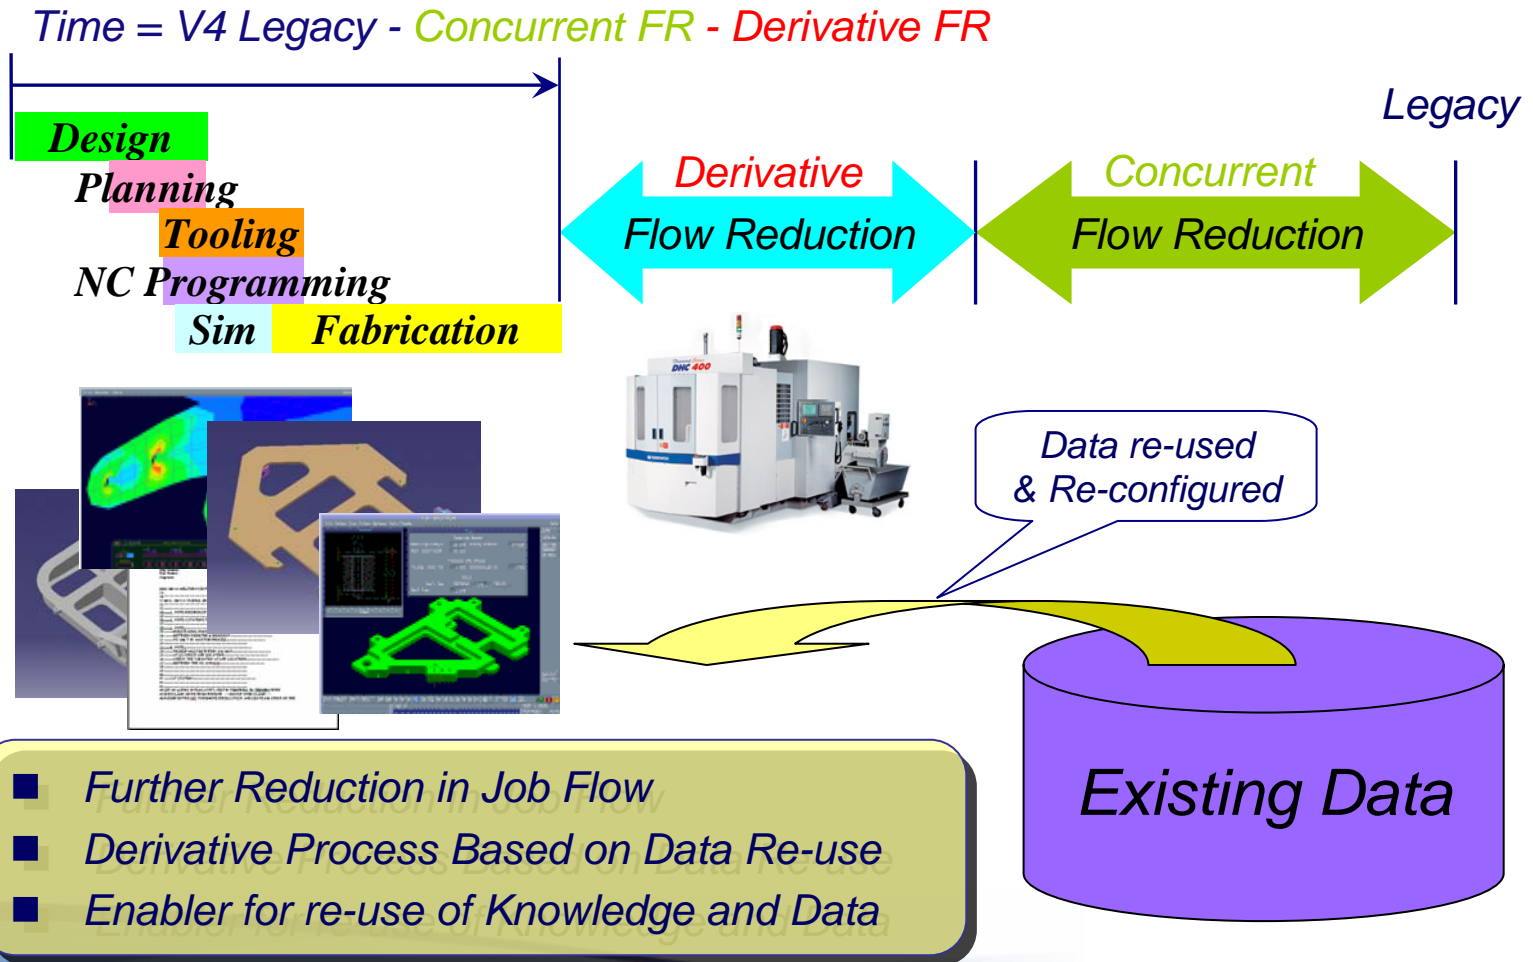 Time = V4 Legacy - Concurrent FR - Derivative FR
Legacy
Design
Planning
Tooling
NC Programming
Sim Fabrication
Derivative
Flow Reduction
Concurrent
Flow Reduction
DHC 400
Data re-used
& Re-configured
Existing Data
Further Reduction in Job Flow
Derivative Process Based on Data Re-use
Enabler for re-use of Knowledge and Data